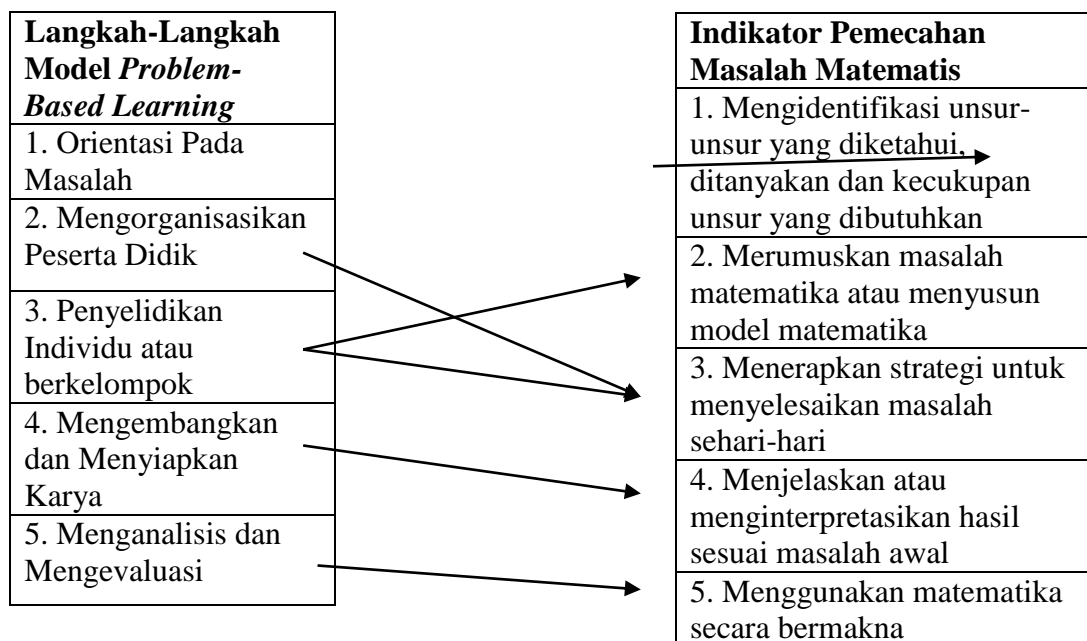 Langkah-Langkah
Model Problem-
Based Learning
1. Orientasi Pada
Masalah
2. Mengorganisasikan
Peserta Didik
3. Penyelidikan
Individu atau
berkelompok
4. Mengembangkan
dan Menyiapkan
Karya
5. Menganalisis dan
Mengevaluasi
Indikator Pemecahan
Masalah Matematis
1. Mengidentifikasi unsur-
unsur yang diketahui,
ditanyakan dan kecukupan
unsur yang dibutuhkan
2. Merumuskan masalah
matematika atau menyusun
model matematika
3. Menerapkan strategi untuk
menyelesaikan masalah
sehari-hari
4. Menjelaskan atau
menginterpretasikan hasil
sesuai masalah awal
5. Menggunakan matematika
secara bermakna